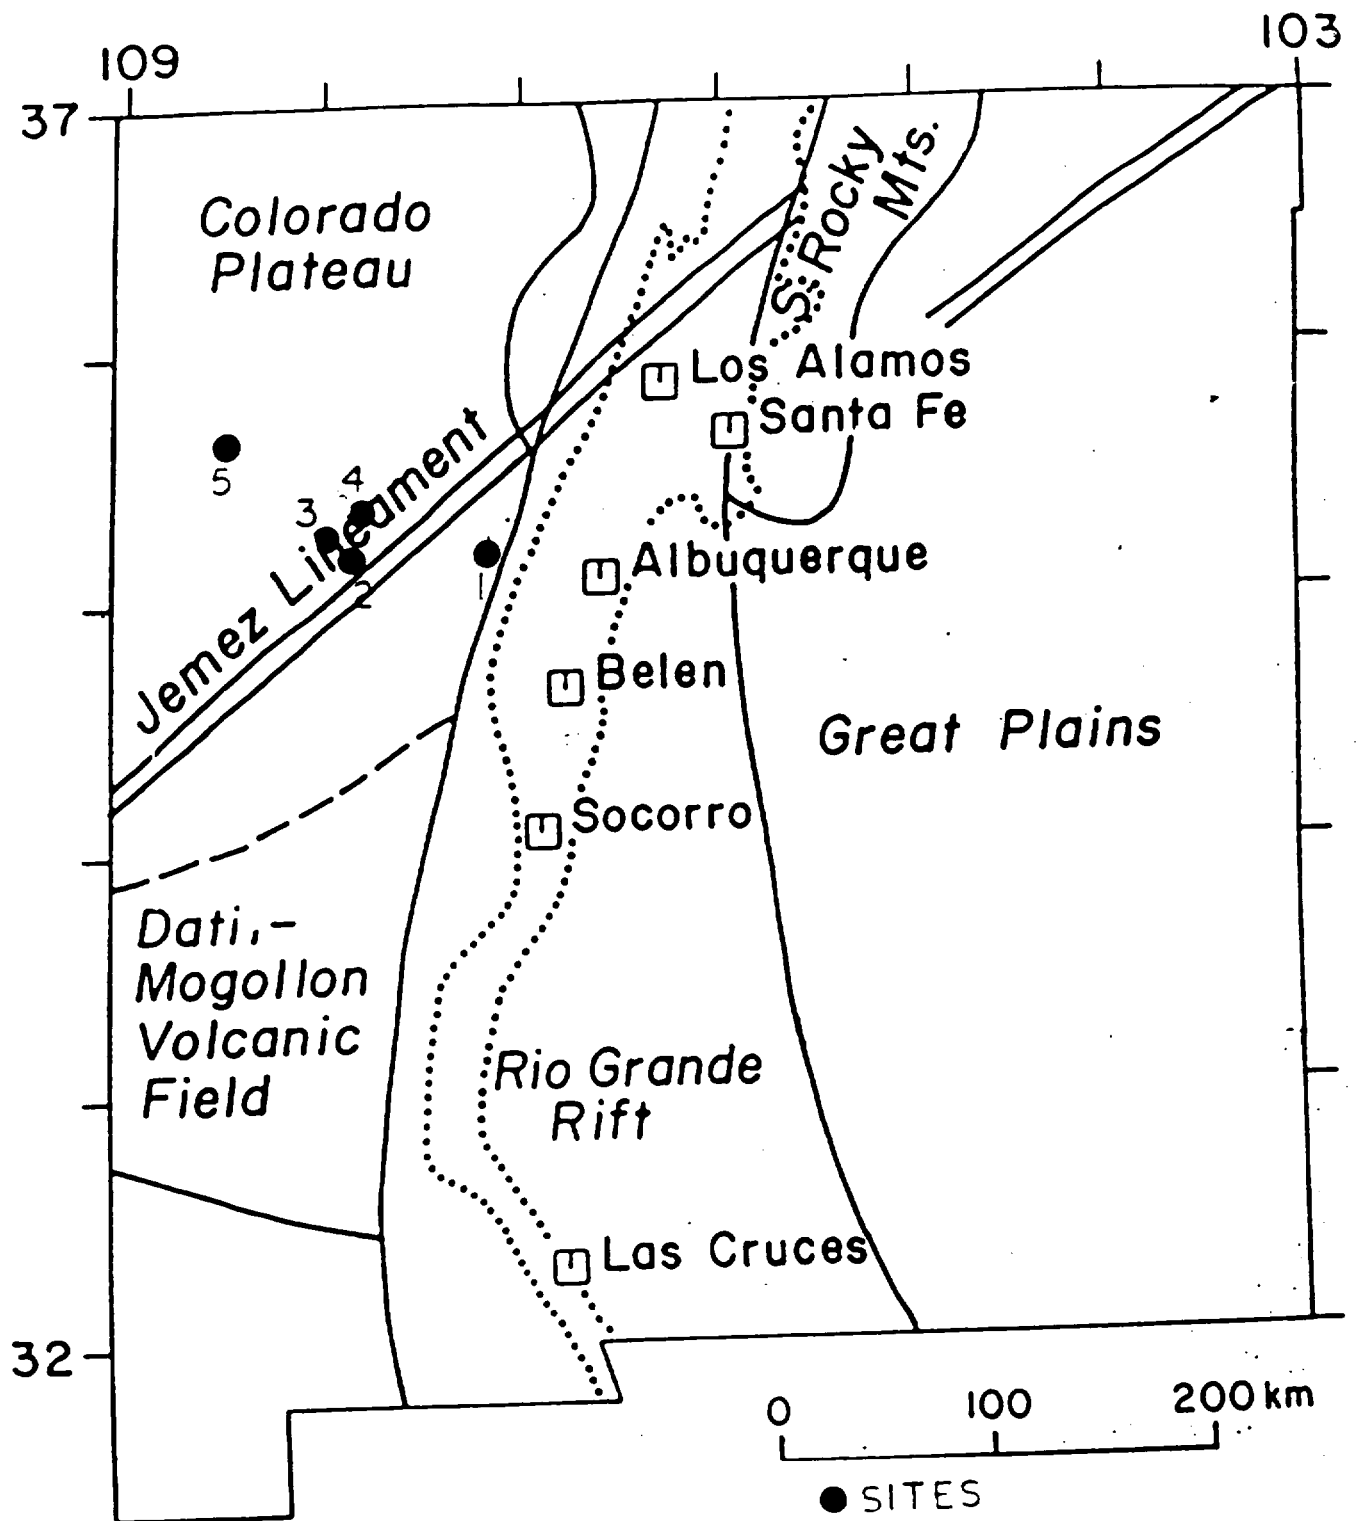 109
103
37
Colorado
Plateau
S. Rocky
Mts.
Los Alamos
Santa Fe
5
4
3
Jemez Lineament
2
1
Albuquerque
Belen
Great Plains
Socorro
Dati.-
Mogollon
Volcanic
Field
Rio Grande
Rift
Las Cruces
32
0 100 200 km
SITES